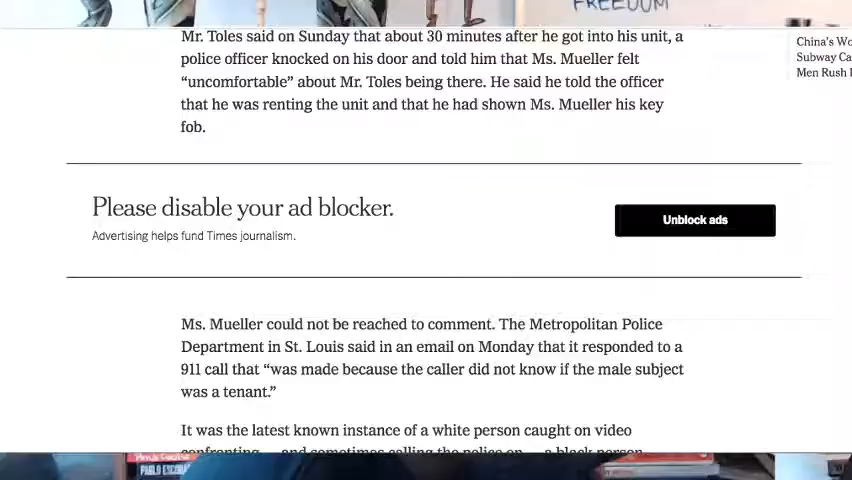 FREEDOM
Mr. Toles said on Sunday that about 30 minutes after he got into his unit, a
police officer knocked on his door and told him that Ms. Mueller felt
“uncomfortable” about Mr. Toles being there. He said he told the officer
that he was renting the unit and that he had shown Ms. Mueller his key
fob.
China’s Wo
Subway Ca
Men Rush
Please disable your ad blocker.
Advertising helps fund Times journalism.
Unblock ads
Ms. Mueller could not be reached to comment. The Metropolitan Police
Department in St. Louis said in an email on Monday that it responded to a
911 call that “was made because the caller did not know if the male subject
was a tenant.”
It was the latest known instance of a white person caught on video
confronting — and sometimes calling the police on — a black person
PABLO ESCOBAR